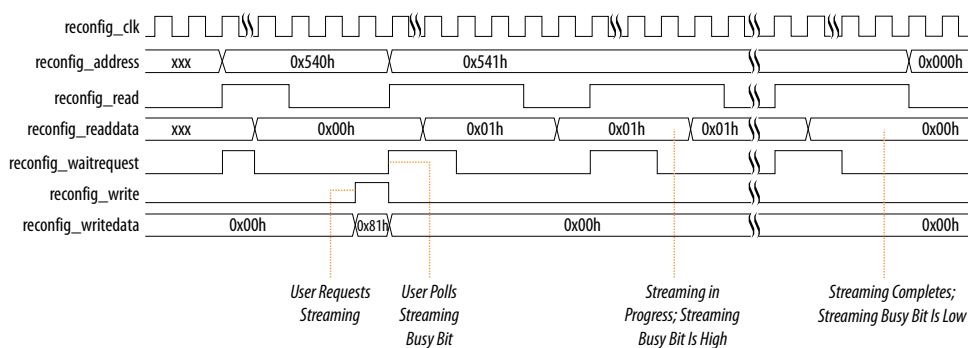 reconfig_clk
reconfig_address xxx 0x540h 0x541h 0x000h
reconfig_read
reconfig_readdata xxx 0x00h 0x01h 0x01h 0x01h 0x00h
reconfig_waitrequest
reconfig_write
reconfig_writedata 0x00h 0x81h 0x00h 0x00h
User Requests
Streaming
User Polls
Streaming
Busy Bit
Streaming in
Progress; Streaming
Busy Bit Is High
Streaming Completes;
Streaming Busy Bit Is Low